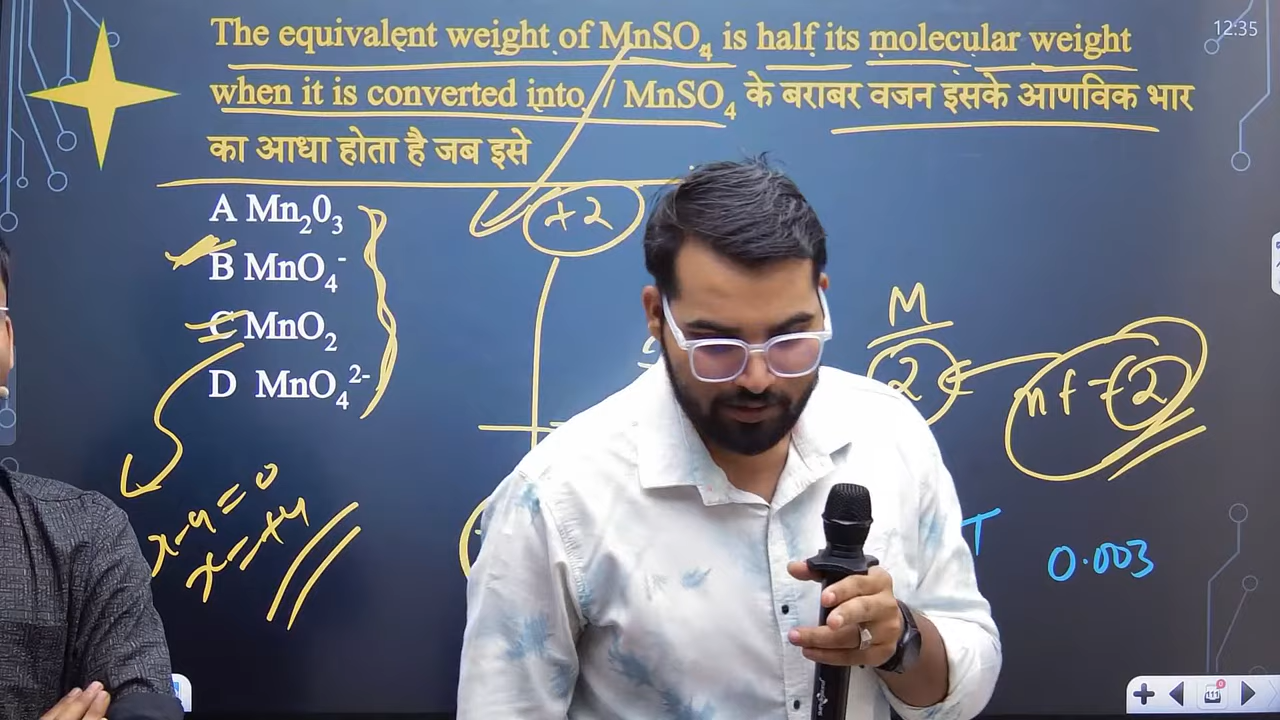 The equivalent weight of MnSO₄ is half its molecular weight
when it is converted into / MnSO₄ के बराबर वजन इसके आणविक भार
का आधा होता है जब इसे
12:35
A Mn₂0₃
B MnO₄⁻
C MnO₂
D MnO₄²⁻
+2
M
2
nf = 2
x-4=0
x=+4
T
0.003